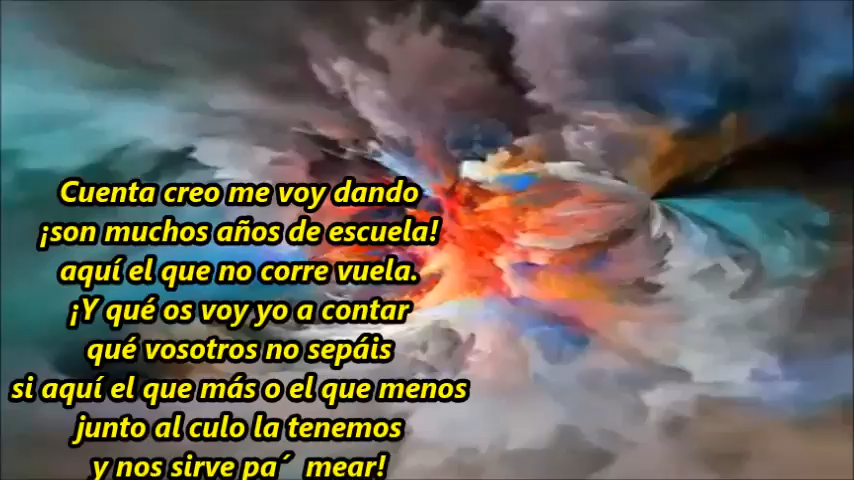 Cuenta creo me voy dando
¡son muchos años de escuela!
aquí el que no corre vuela.
¡Y qué os voy yo a contar
qué vosotros no sepáis
si aquí el que más o el que menos
junto al culo la tenemos
y nos sirve pa´ mear!